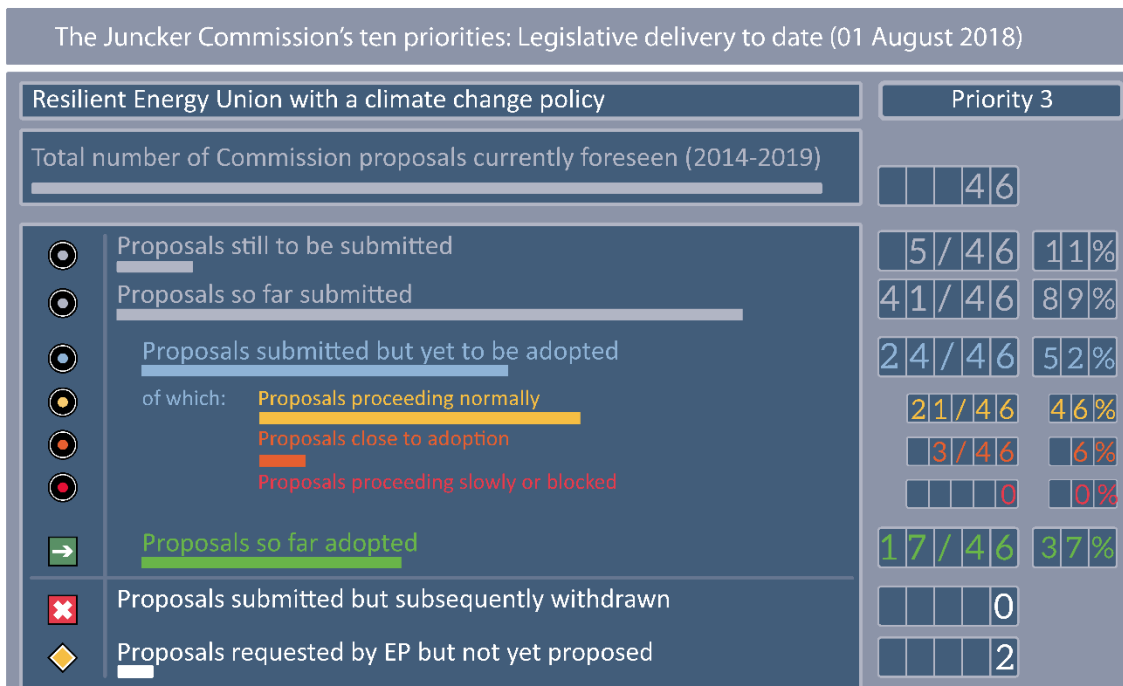 The Juncker Commission's ten priorities: Legislative delivery to date (01 August 2018)
Resilient Energy Union with a climate change policy Priority 3
Total number of Commission proposals currently foreseen (2014-2019) 46
Proposals still to be submitted 5/46 11%
Proposals so far submitted 41/46 89%
Proposals submitted but yet to be adopted 24/46 52%
of which: Proposals proceeding normally 21/46 46%
Proposals close to adoption 3/46 6%
Proposals proceeding slowly or blocked 0 0%
Proposals so far adopted 17/46 37%
Proposals submitted but subsequently withdrawn 0
Proposals requested by EP but not yet proposed 2